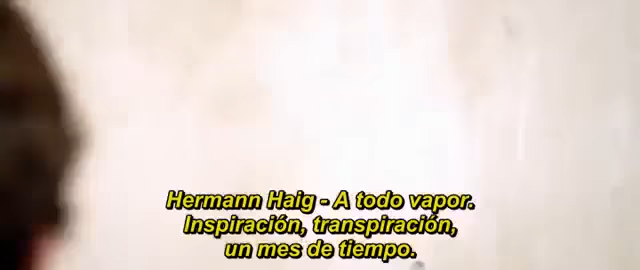 Hermann Haig - A todo vapor.
Inspiración, transpiración,
un mes de tiempo.